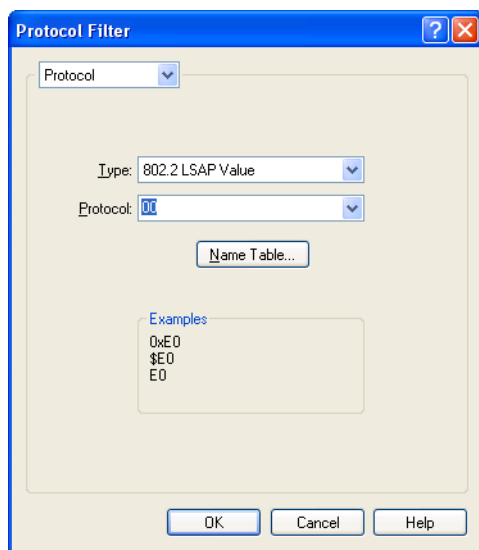 Protocol Filter
Protocol
Type: 802.2 LSAP Value
Protocol: 00
Name Table...
Examples
0xE0
$E0
E0
OK Cancel Help